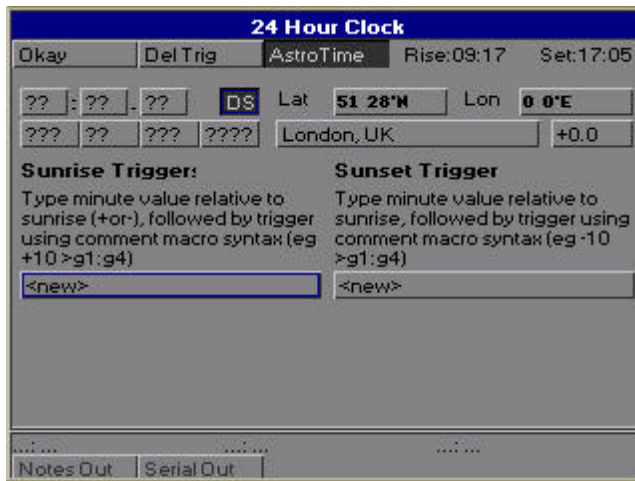 24 Hour Clock
Okay Del Trig AstroTime Rise:09:17 Set:17:05
?? : ?? . ?? DS Lat 51 28'N Lon 0 0'E
??? ?? ??? ???? London, UK +0.0
Sunrise Trigger: Sunset Trigger
Type minute value relative to
sunrise (+or-), followed by trigger
using comment macro syntax (eg
+10 >g1:g4)
Type minute value relative to
sunrise, followed by trigger using
comment macro syntax (eg -10
>g1:g4)
<new> <new>
...: ... ...: ... ...: ...
Notes Out Serial Out